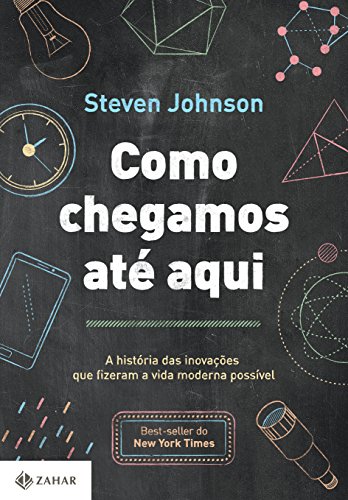 Steven Johnson
Como
chegamos
até aqui
A história das inovações
que fizeram a vida moderna possível
Best-seller do
New York Times
ZAHAR